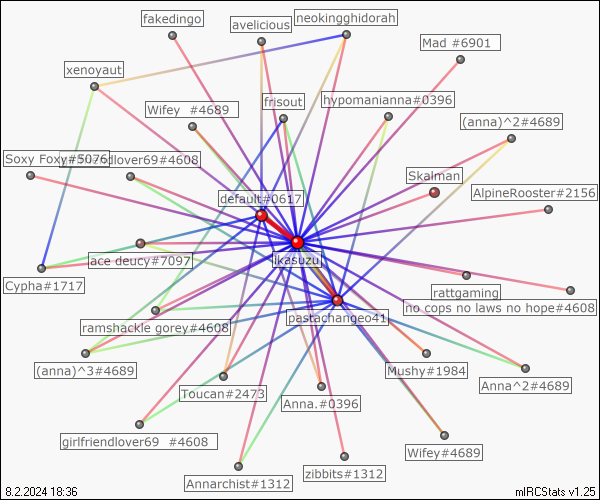 fakedingo
avelicious
neokingghidorah
Mad #6901
xenoyaut
frisout
hypomanianna#0396
Wifey  #4689
(anna)^2#4689
Soxy Foxy#5076
dlover69#4608
Skalman
AlpineRooster#2156
default#0617
ace deucy#7097
Ikasuzu
Cypha#1717
rattgaming
no cops no laws no hope#4608
pastachangeo41
ramshackle gorey#4608
(anna)^3#4689
Mushy#1984
Anna^2#4689
Toucan#2473
Anna.#0396
girlfriendlover69  #4608
Wifey#4689
zibbits#1312
Annarchist#1312
8.2.2024 18:36
mIRCStats v1.25